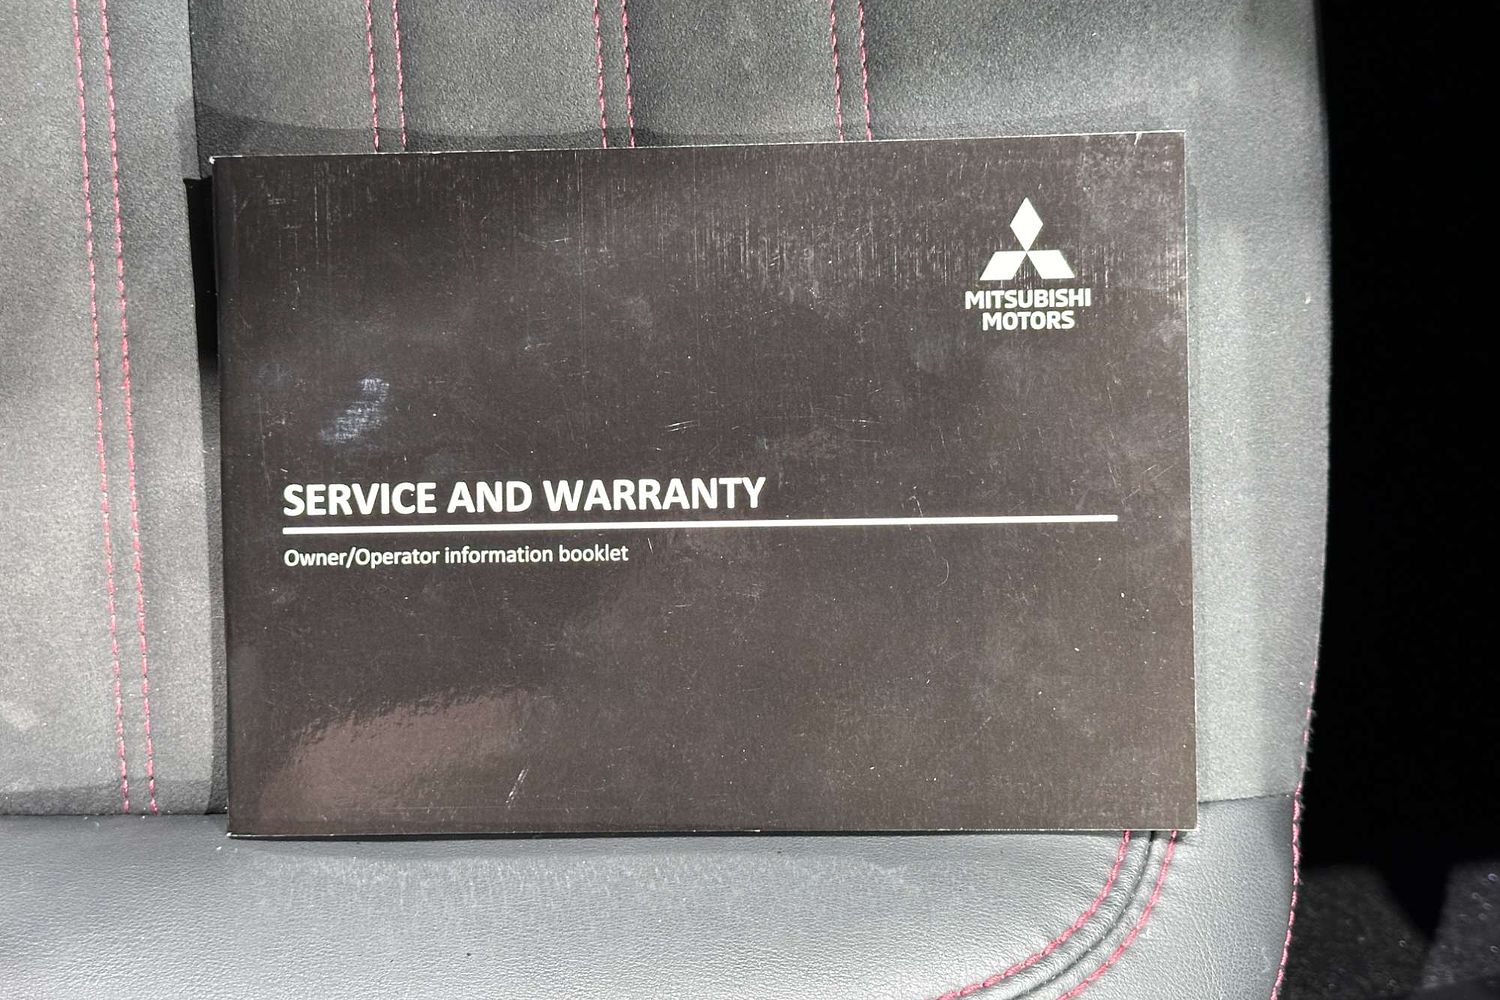 MITSUBISHI
MOTORS
SERVICE AND WARRANTY
Owner/Operator information booklet